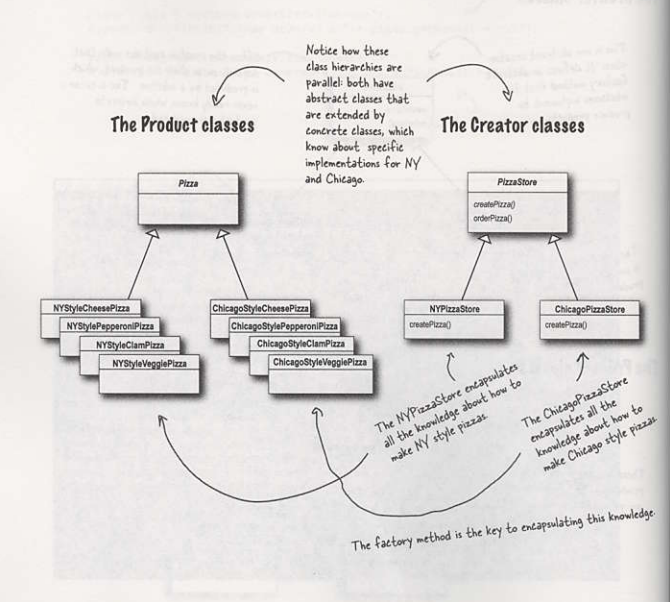 Notice how these
class hierarchies are
parallel: both have
abstract classes that
are extended by
concrete classes, which
know about specific
implementations for NY
and Chicago.
The Product classes
The Creator classes
Pizza
PizzaStore
createPizza()
orderPizza()
NYStyleCheesePizza
NYStylePepperoniPizza
NYStyleClamPizza
NYStyleVeggiePizza
ChicagoStyleCheesePizza
ChicagoStylePepperoniPizza
ChicagoStyleClamPizza
ChicagoStyleVeggiePizza
NYPizzaStore
createPizza()
ChicagoPizzaStore
createPizza()
The NYPizzaStore encapsulates
all the knowledge about how to
make NY style pizzas.
The ChicagoPizzaStore
encapsulates all the
knowledge about how to
make Chicago style pizzas.
The factory method is the key to encapsulating this knowledge.